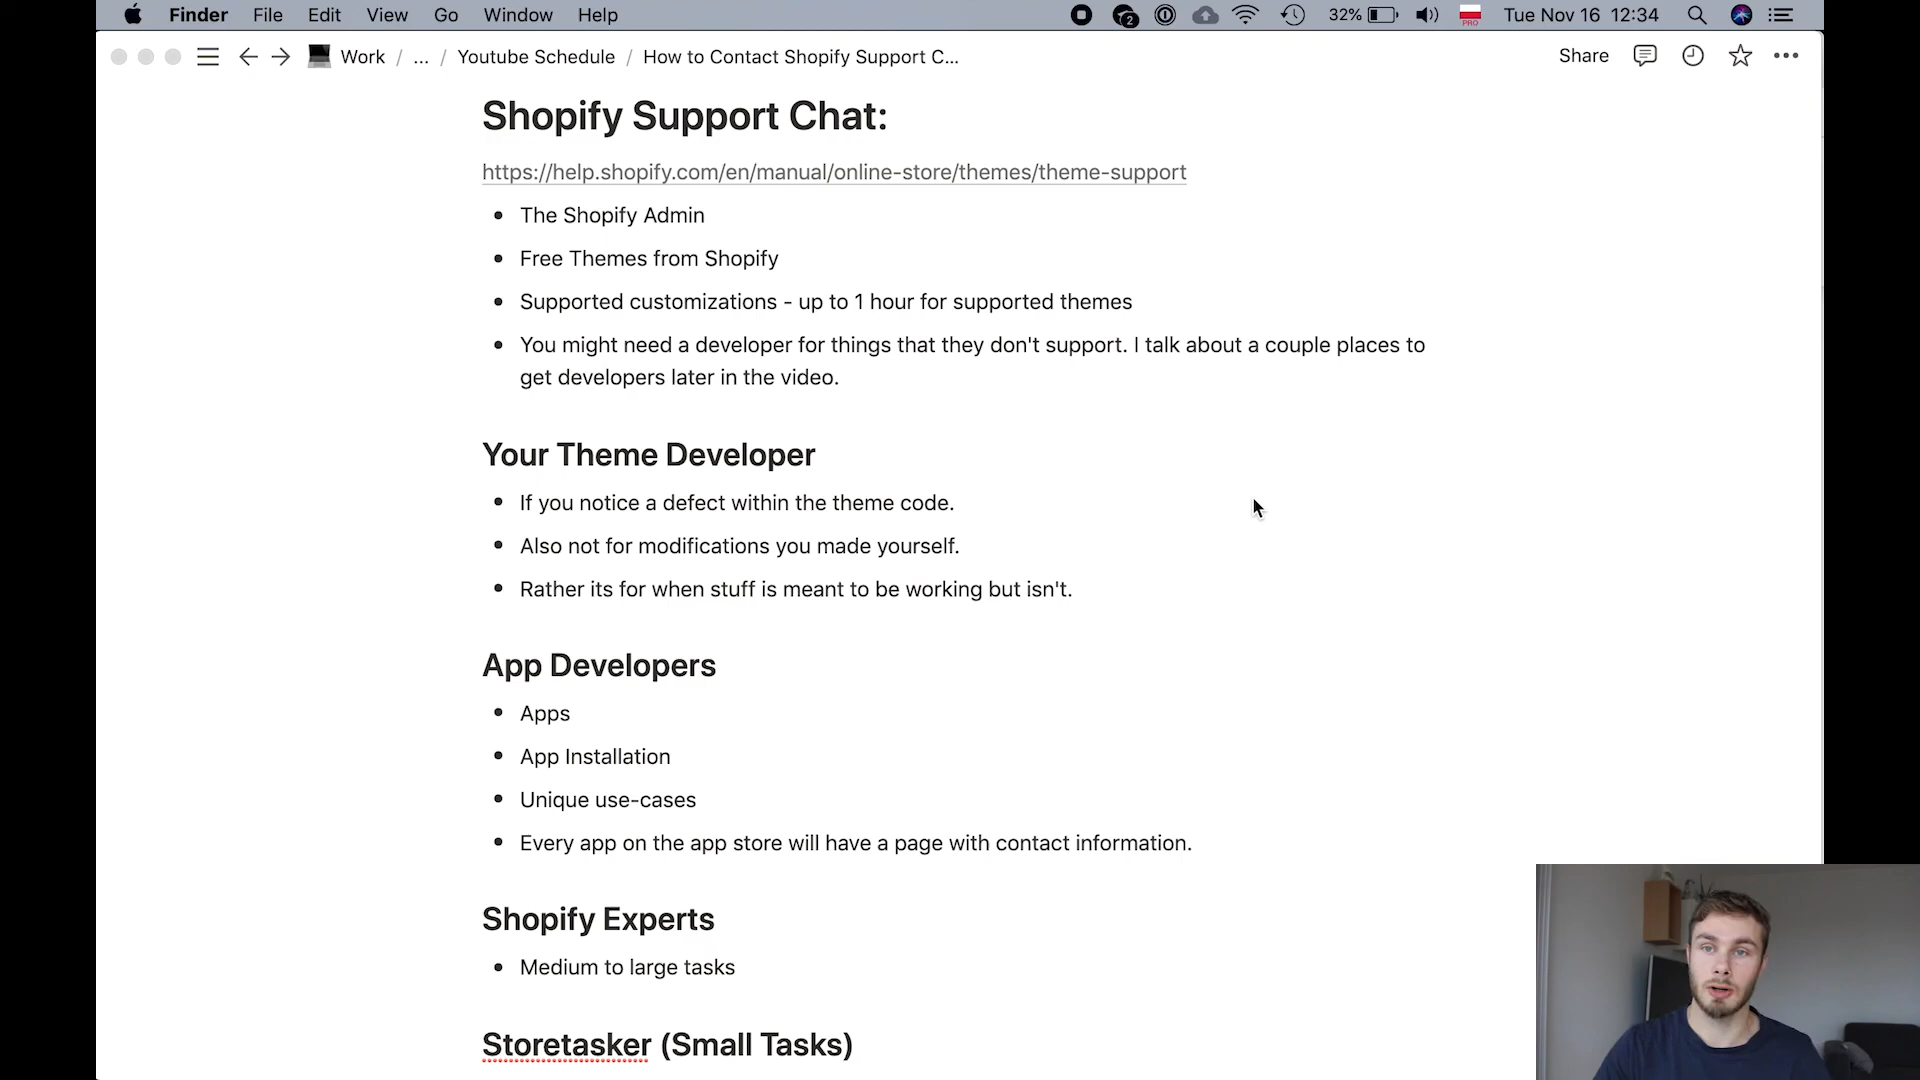 Finder File Edit View Go Window Help 2 32% PRO Tue Nov 16 12:34
Work / ... / Youtube Schedule / How to Contact Shopify Support C... Share
Shopify Support Chat:
https://help.shopify.com/en/manual/online-store/themes/theme-support
• The Shopify Admin
• Free Themes from Shopify
• Supported customizations - up to 1 hour for supported themes
• You might need a developer for things that they don't support. I talk about a couple places to
get developers later in the video.
Your Theme Developer
• If you notice a defect within the theme code.
• Also not for modifications you made yourself.
• Rather its for when stuff is meant to be working but isn't.
App Developers
• Apps
• App Installation
• Unique use-cases
• Every app on the app store will have a page with contact information.
Shopify Experts
• Medium to large tasks
Storetasker (Small Tasks)